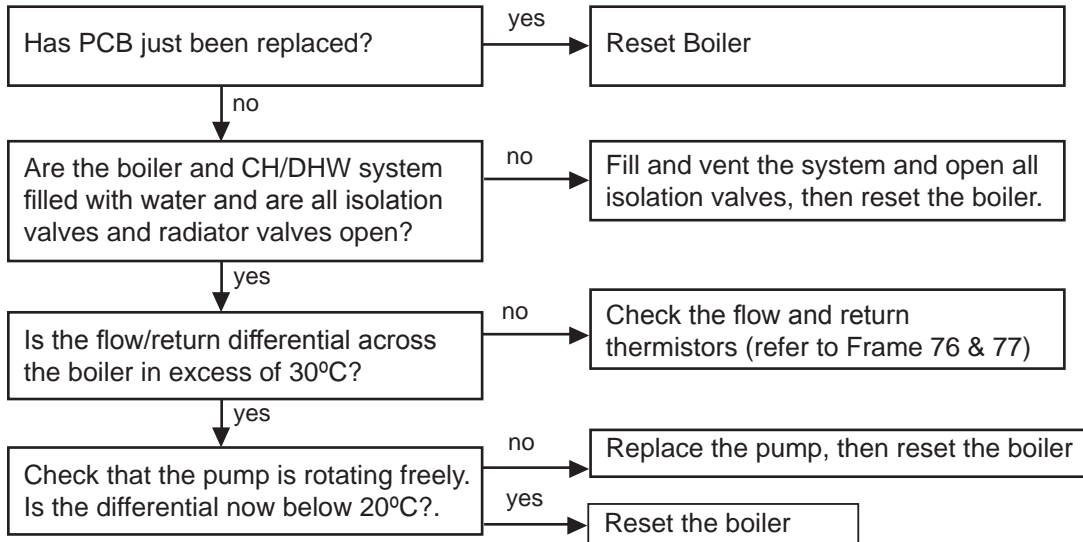 Has PCB just been replaced?
yes
Reset Boiler
no
Are the boiler and CH/DHW system
filled with water and are all isolation
valves and radiator valves open?
no
Fill and vent the system and open all
isolation valves, then reset the boiler.
yes
Is the flow/return differential across
the boiler in excess of 30ºC?
no
Check the flow and return
thermistors (refer to Frame 76 & 77)
yes
Check that the pump is rotating freely.
Is the differential now below 20ºC?.
no
Replace the pump, then reset the boiler
yes
Reset the boiler